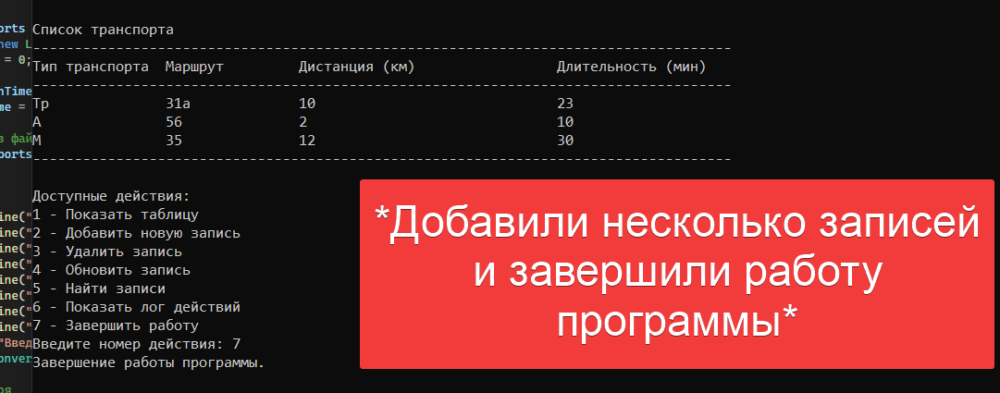 Список транспорта
------------------------------------------------------------------------------------
Тип транспорта Маршрут Дистанция (км) Длительность (мин)
------------------------------------------------------------------------------------
Тр 31а 10 23
А 56 2 10
М 35 12 30
------------------------------------------------------------------------------------
Доступные действия:
1 - Показать таблицу
2 - Добавить новую запись
3 - Удалить запись
4 - Обновить запись
5 - Найти записи
6 - Показать лог действий
7 - Завершить работу
Введите номер действия: 7
Завершение работы программы.
*Добавили несколько записей
и завершили работу
программы*